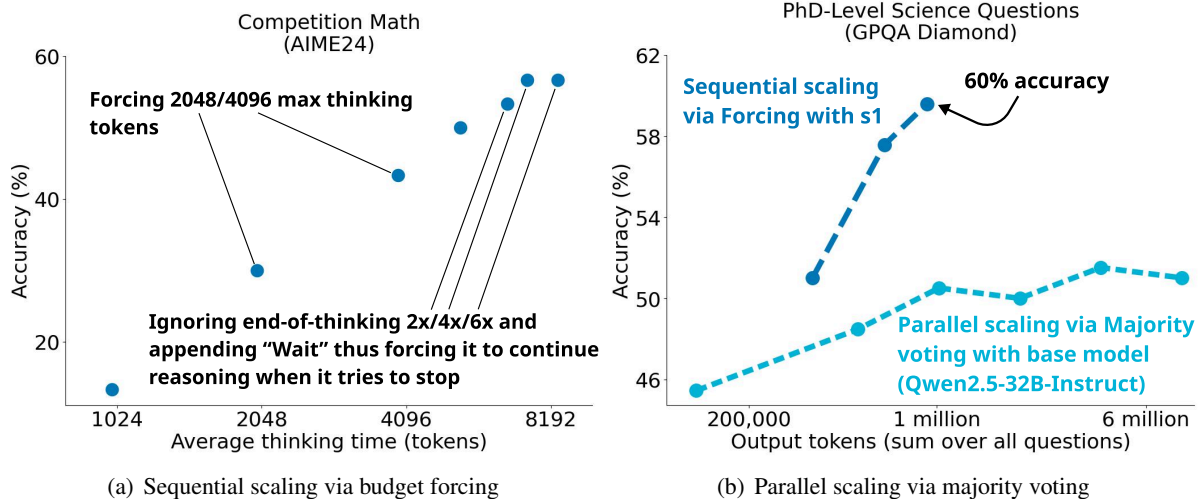 Competition Math
(AIME24)
60
40
20
Accuracy (%)
Forcing 2048/4096 max thinking
tokens
Ignoring end-of-thinking 2x/4x/6x and
appending “Wait” thus forcing it to continue
reasoning when it tries to stop
1024
2048
4096
8192
Average thinking time (tokens)
(a) Sequential scaling via budget forcing
PhD-Level Science Questions
(GPQA Diamond)
62
58
54
50
46
Accuracy (%)
Sequential scaling
via Forcing with s1
60% accuracy
Parallel scaling via Majority
voting with base model
(Qwen2.5-32B-Instruct)
200,000
1 million
6 million
Output tokens (sum over all questions)
(b) Parallel scaling via majority voting